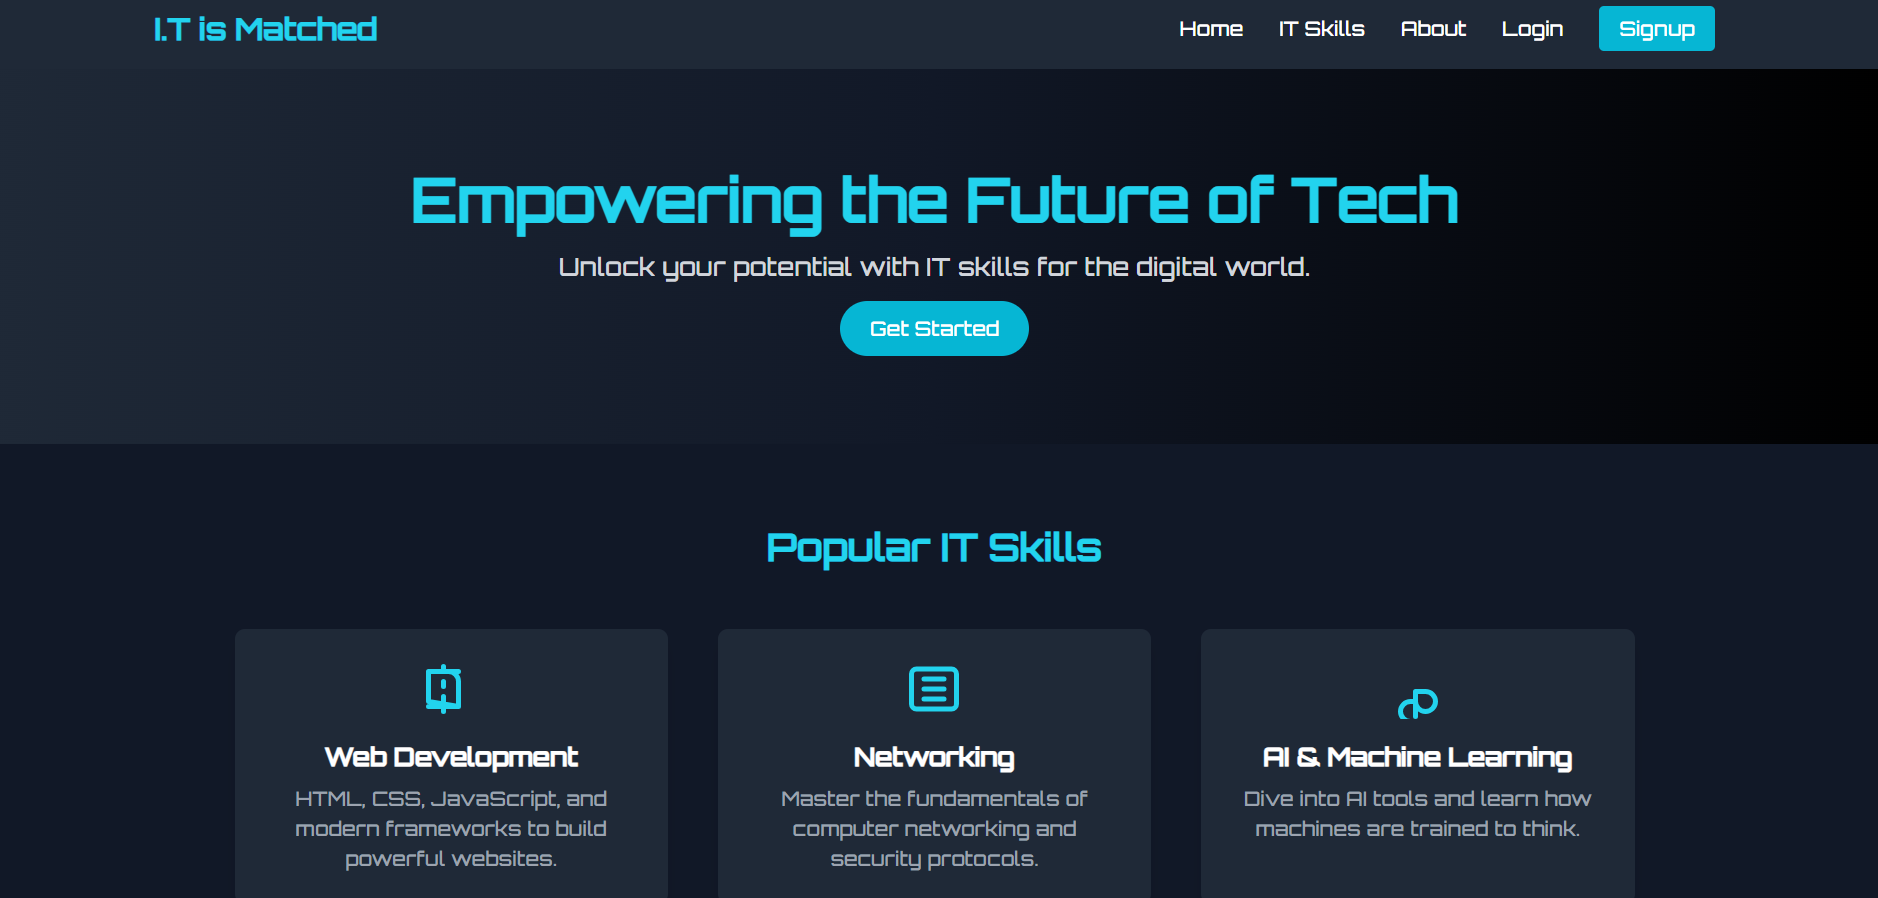 I.T is Matched
Home IT Skills About Login Signup
Empowering the Future of Tech
Unlock your potential with IT skills for the digital world.
Get Started
Popular IT Skills
Web Development
HTML, CSS, JavaScript, and
modern frameworks to build
powerful websites.
Networking
Master the fundamentals of
computer networking and
security protocols.
AI & Machine Learning
Dive into AI tools and learn how
machines are trained to think.